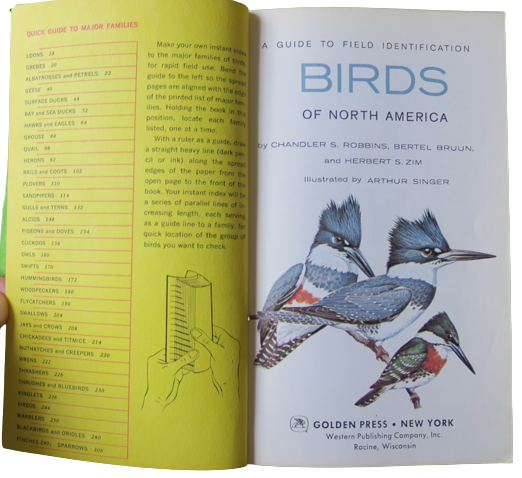 QUICK GUIDE TO MAJOR FAMILIES
LOONS 18
GREBES 20
ALBATROSSES and PETRELS 22
GEESE 40
SURFACE DUCKS 44
BAY and SEA DUCKS 52
HAWKS and EAGLES 64
GROUSE 84
QUAIL 88
HERONS 92
RAILS and COOTS 102
PLOVERS 110
SANDPIPERS 114
GULLS and TERNS 132
ALCIDS 148
PIGEONS and DOVES 154
CUCKOOS 158
OWLS 160
SWIFTS 170
HUMMINGBIRDS 172
WOODPECKERS 180
FLYCATCHERS 190
SWALLOWS 204
JAYS and CROWS 208
CHICKADEES and TITMICE 214
NUTHATCHES and CREEPERS 220
WRENS 222
THRASHERS 226
THRUSHES and BLUEBIRDS 230
KINGLETS 236
VIREOS 244
WARBLERS 250
BLACKBIRDS and ORIOLES 280
FINCHES SPARROWS
Make your own instant index
to the major families of birds
for rapid field use. Bend the
guide to the left so the spread
pages are aligned with the edge
of the printed list of major fam-
ilies. Holding the book in this
position, locate each family
listed, one at a time.
With a ruler as a guide, draw
a straight heavy line (dark pen-
cil or ink) along the spread
edges of the paper from the
open page to the front of the
book. Your instant index will be
a series of parallel lines of in-
creasing length, each serving
as a guide line to a family, for
quick location of the group of
birds you want to check.
A GUIDE TO FIELD IDENTIFICATION
BIRDS
OF NORTH AMERICA
by CHANDLER S. ROBBINS, BERTEL BRUUN,
and HERBERT S. ZIM
Illustrated by ARTHUR SINGER
GOLDEN PRESS • NEW YORK
Western Publishing Company, Inc.
Racine, Wisconsin